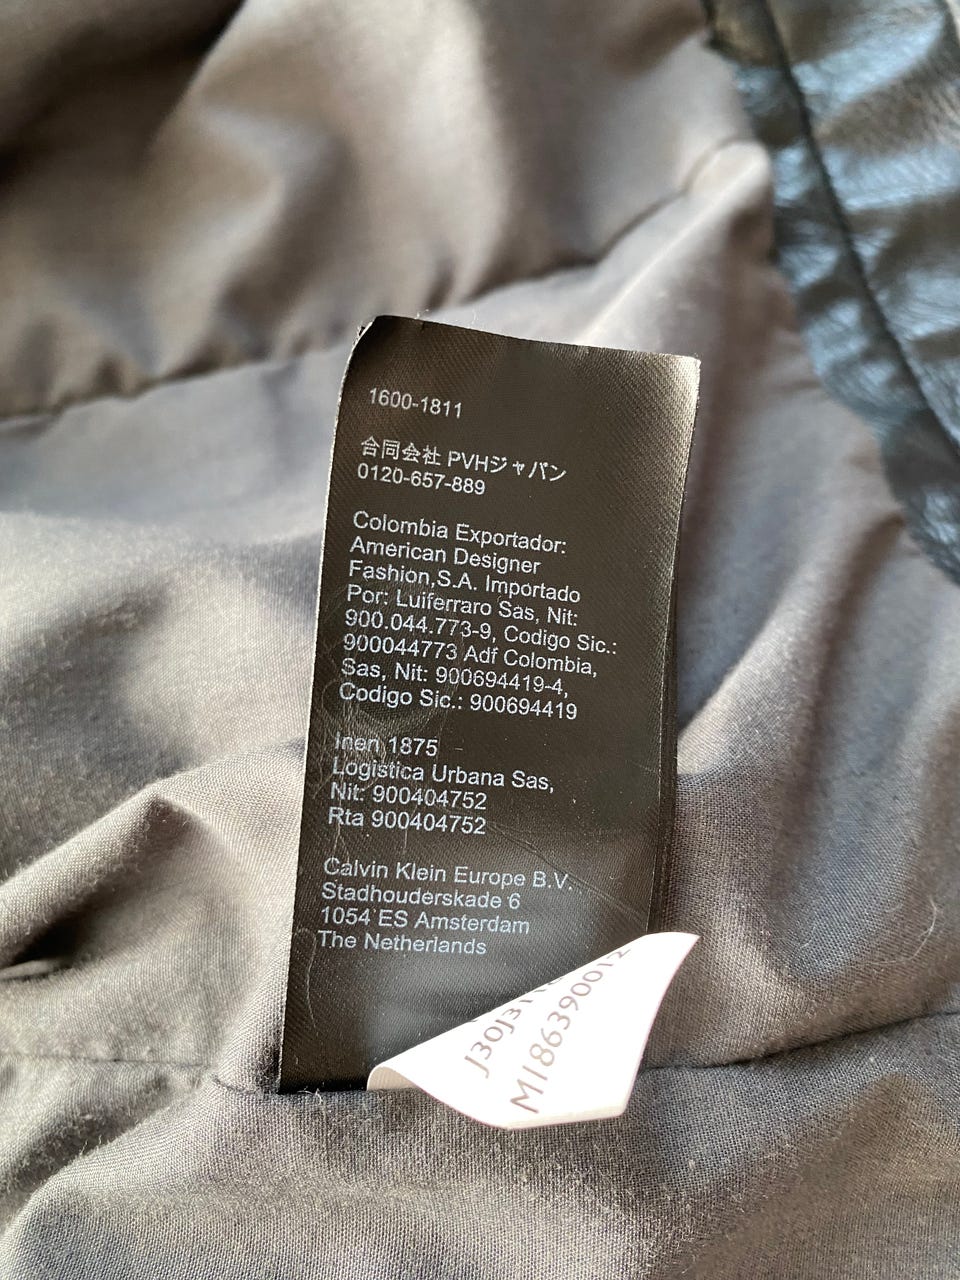 1600-1811
合同会社 PVHジャパン
0120-657-889
Colombia Exportador:
American Designer
Fashion,S.A. Importado
Por: Luiferraro Sas, Nit:
900.044.773-9, Codigo Sic.:
900044773 Adf Colombia,
Sas, Nit: 900694419-4,
Codigo Sic.: 900694419
Inen 1875
Logistica Urbana Sas,
Nit: 900404752
Rta 900404752
Calvin Klein Europe B.V.
Stadhouderskade 6
1054 ES Amsterdam
The Netherlands